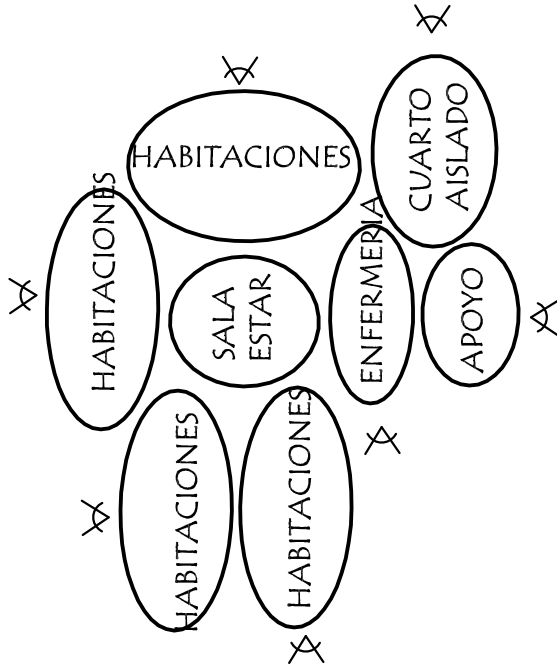 CUARTO
AISLADO
HABITACIONES
HABITACIONES
SALA
ESTAR
ENFERMERIA
APOYO
HABITACIONES
HABITACIONES